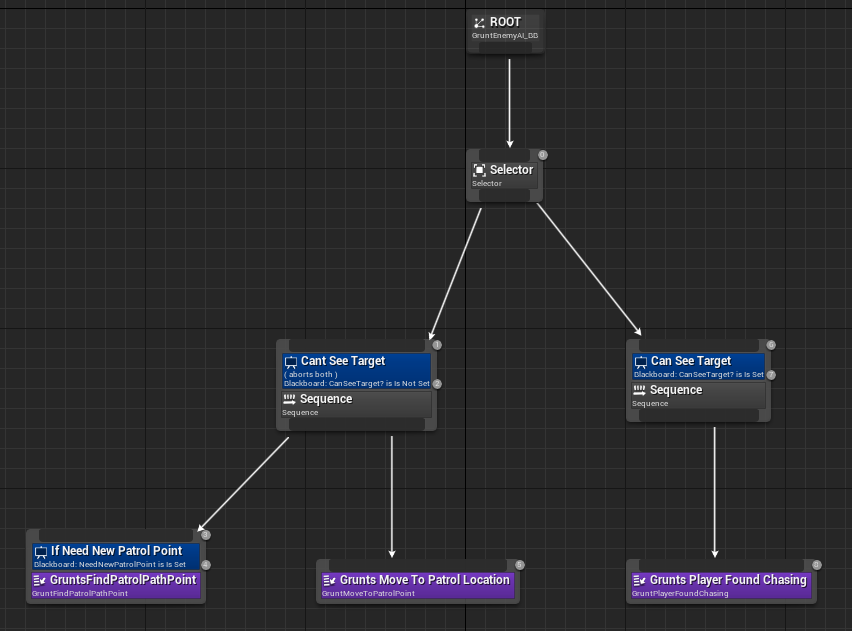 ROOT
GruntEnemyAI_BB
0
Selector
Selector
1
Cant See Target
( aborts both )
Blackboard: CanSeeTarget? is Is Not Set
2
Sequence
Sequence
6
Can See Target
Blackboard: CanSeeTarget? is Is Set
7
Sequence
Sequence
3
If Need New Patrol Point
Blackboard: NeedNewPatrolPoint is Is Set
4
GruntsFindPatrolPathPoint
GruntFindPatrolPathPoint
5
Grunts Move To Patrol Location
GruntMoveToPatrolPoint
8
Grunts Player Found Chasing
GruntPlayerFoundChasing